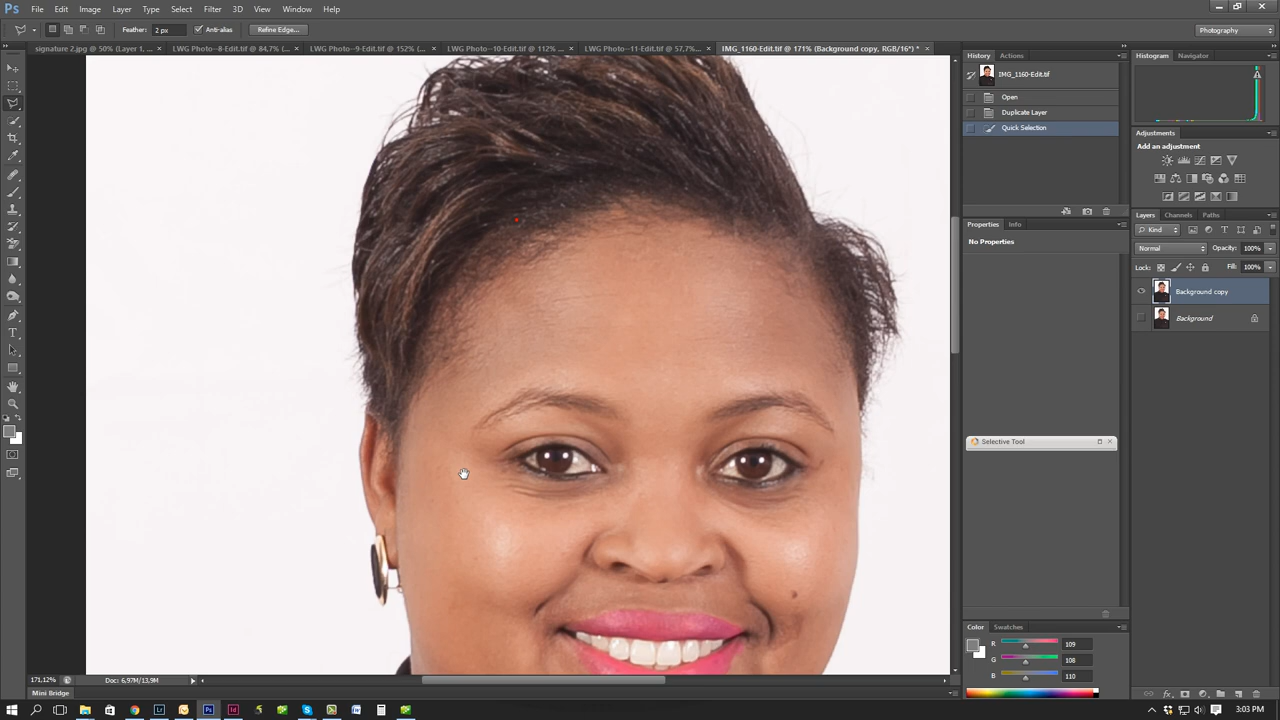 Ps File Edit Image Layer Type Select Filter 3D View Window Help
Feather: 2 px Anti-alias Refine Edge... Photography
signature 2.jpg @ 50% (Layer 1, ... × LWG Photo--8-Edit.tif @ 84,7% (... × LWG Photo--9-Edit.tif @ 152% (... × LWG Photo--10-Edit.tif @ 112% ... × LWG Photo--11-Edit.tif @ 57,7%... × IMG_1160-Edit.tif @ 171% (Background copy, RGB/16*) * ×
History Actions
IMG_1160-Edit.tif
Open
Duplicate Layer
Quick Selection
Histogram Navigator
Adjustments
Add an adjustment
Properties Info
No Properties
Layers Channels Paths
Kind
Normal Opacity: 100%
Lock: Fill: 100%
Background copy
Background
Selective Tool
Color Swatches
R 109
G 108
B 110
171,12% Doc: 6,97M/13,9M
Mini Bridge
3:03 PM